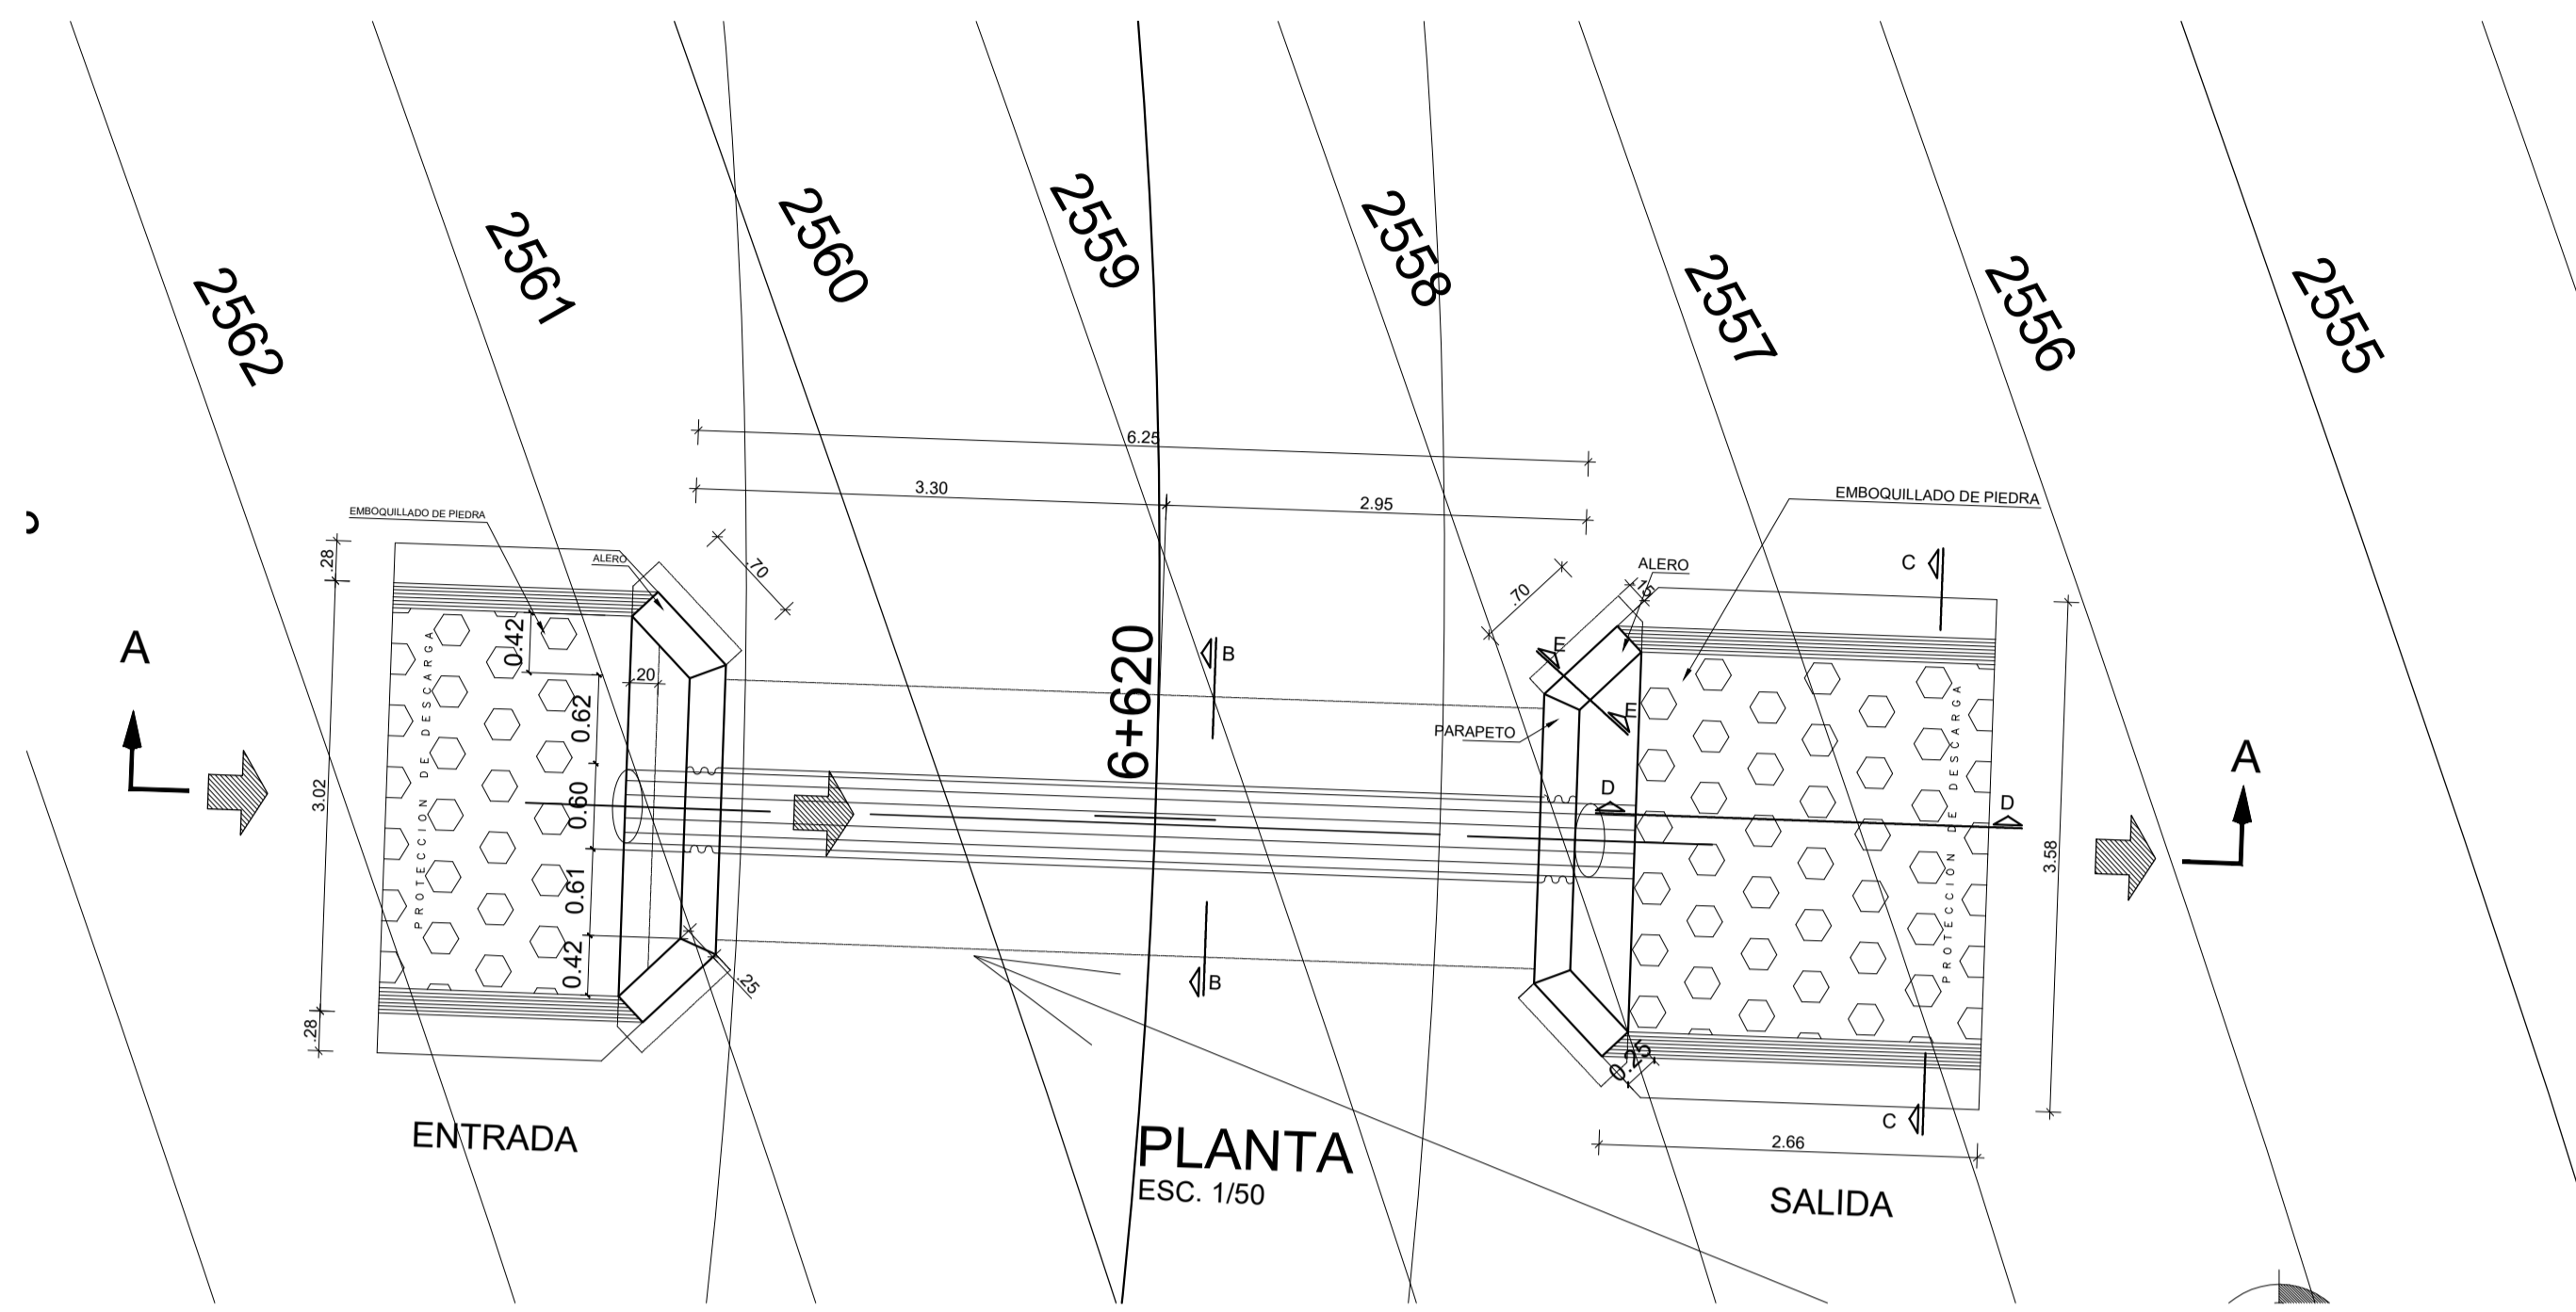 2562
2561
2560
2559
2558
2557
2556
2555
6.25
3.30
2.95
EMBOQUILLADO DE PIEDRA
EMBOQUILLADO DE PIEDRA
.28
ALERO
.70
.70
.15
ALERO
C
A
0.42
.20
0.62
0.60
0.61
0.42
3.02
.28
PROTECCION DE DESCARGA
.25
6+620
B
B
E
E
PARAPETO
D
D
PROTECCION DE DESCARGA
A
3.58
0.25
C
2.66
ENTRADA
PLANTA
ESC. 1/50
SALIDA